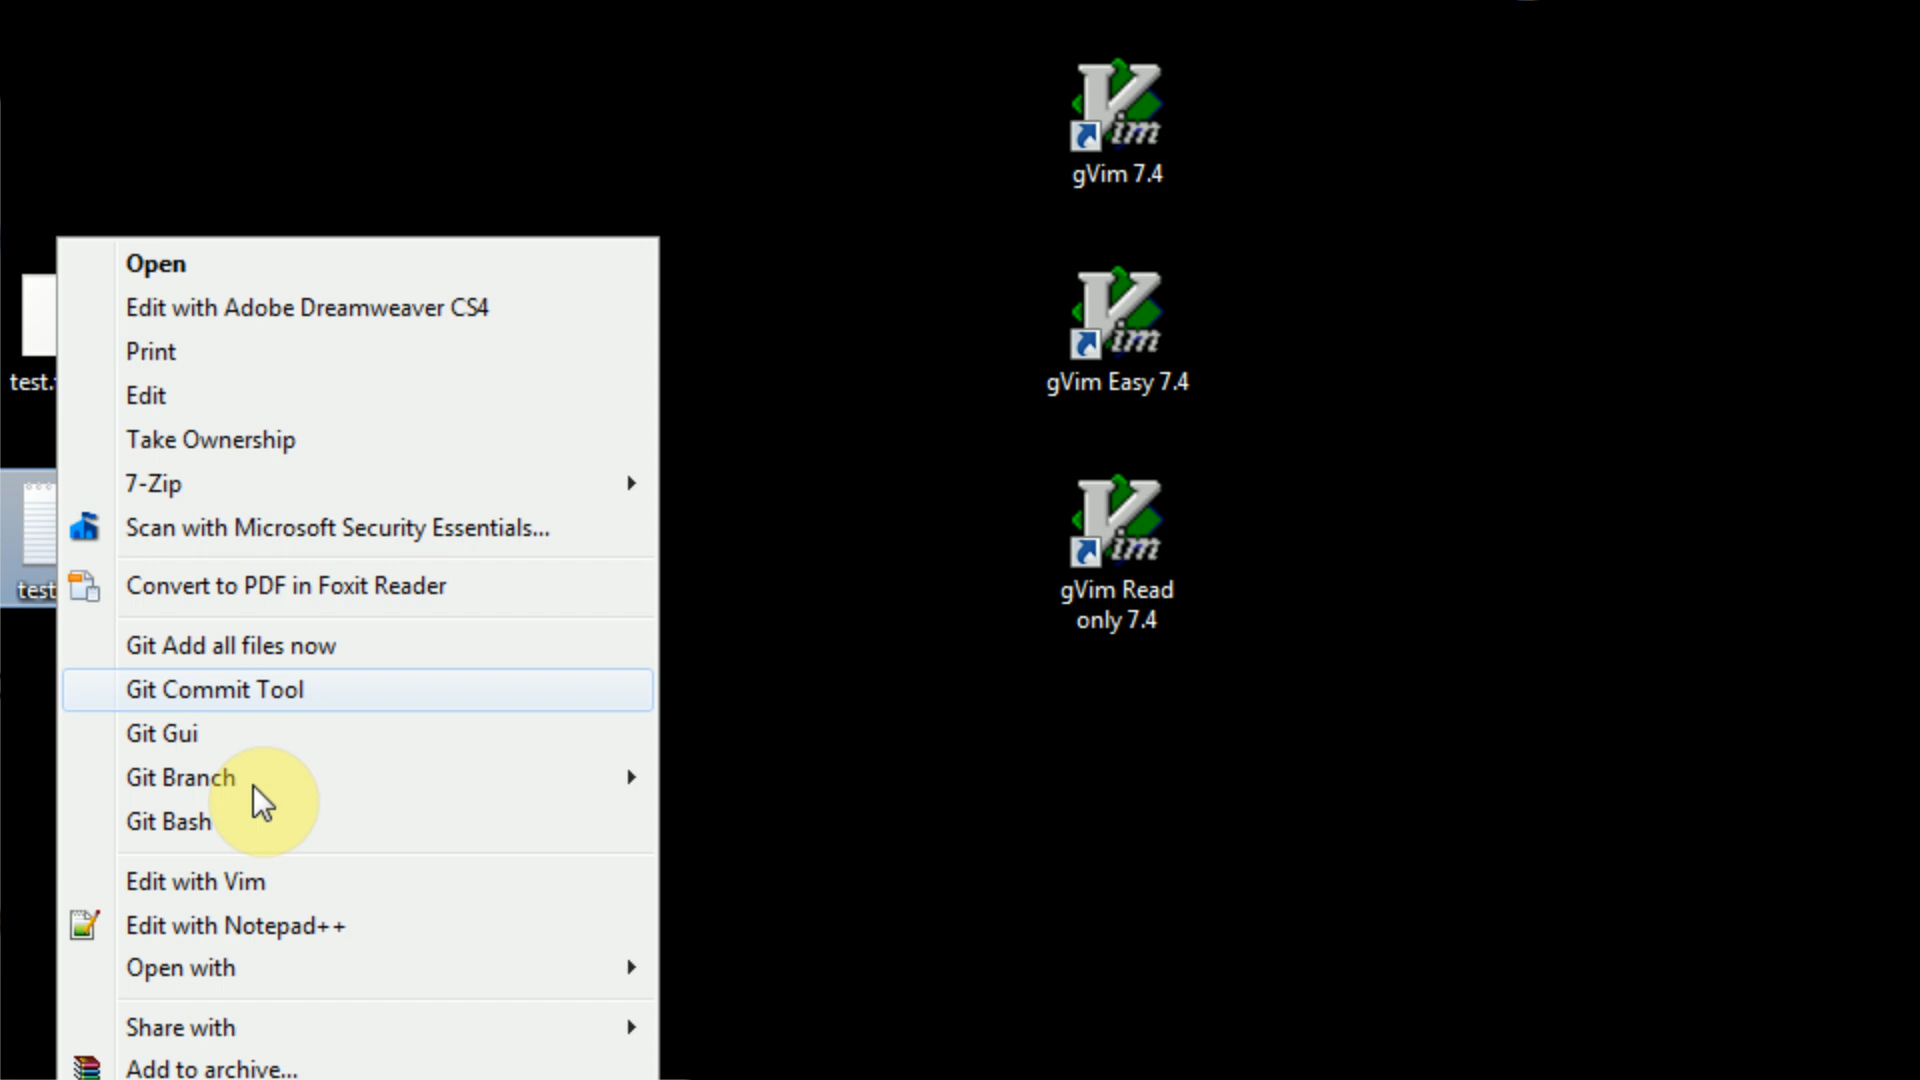 gVim 7.4
gVim Easy 7.4
gVim Read
only 7.4
test.
test
Open
Edit with Adobe Dreamweaver CS4
Print
Edit
Take Ownership
7-Zip
Scan with Microsoft Security Essentials...
Convert to PDF in Foxit Reader
Git Add all files now
Git Commit Tool
Git Gui
Git Branch
Git Bash
Edit with Vim
Edit with Notepad++
Open with
Share with
Add to archive...